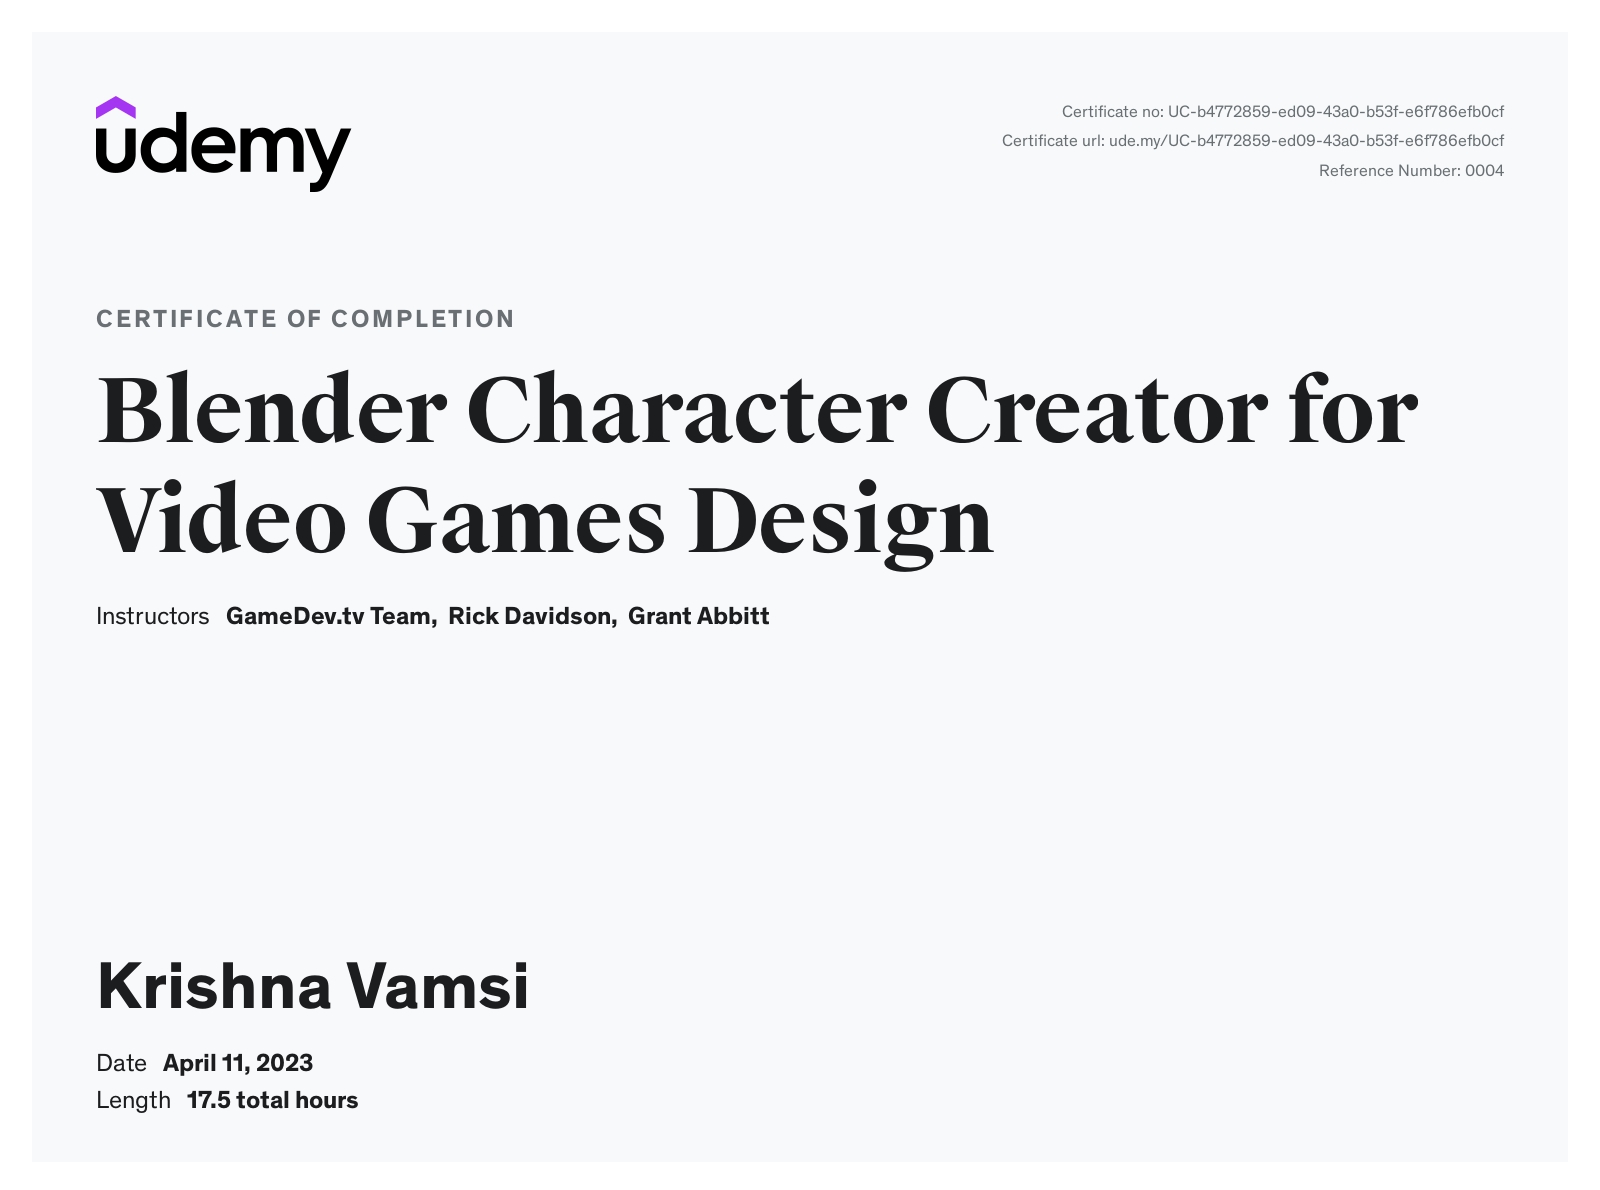 udemy
Certificate no: UC-b4772859-ed09-43a0-b53f-e6f786efb0cf
Certificate url: ude.my/UC-b4772859-ed09-43a0-b53f-e6f786efb0cf
Reference Number: 0004
CERTIFICATE OF COMPLETION
Blender Character Creator for
Video Games Design
Instructors GameDev.tv Team, Rick Davidson, Grant Abbitt
Krishna Vamsi
Date April 11, 2023
Length 17.5 total hours